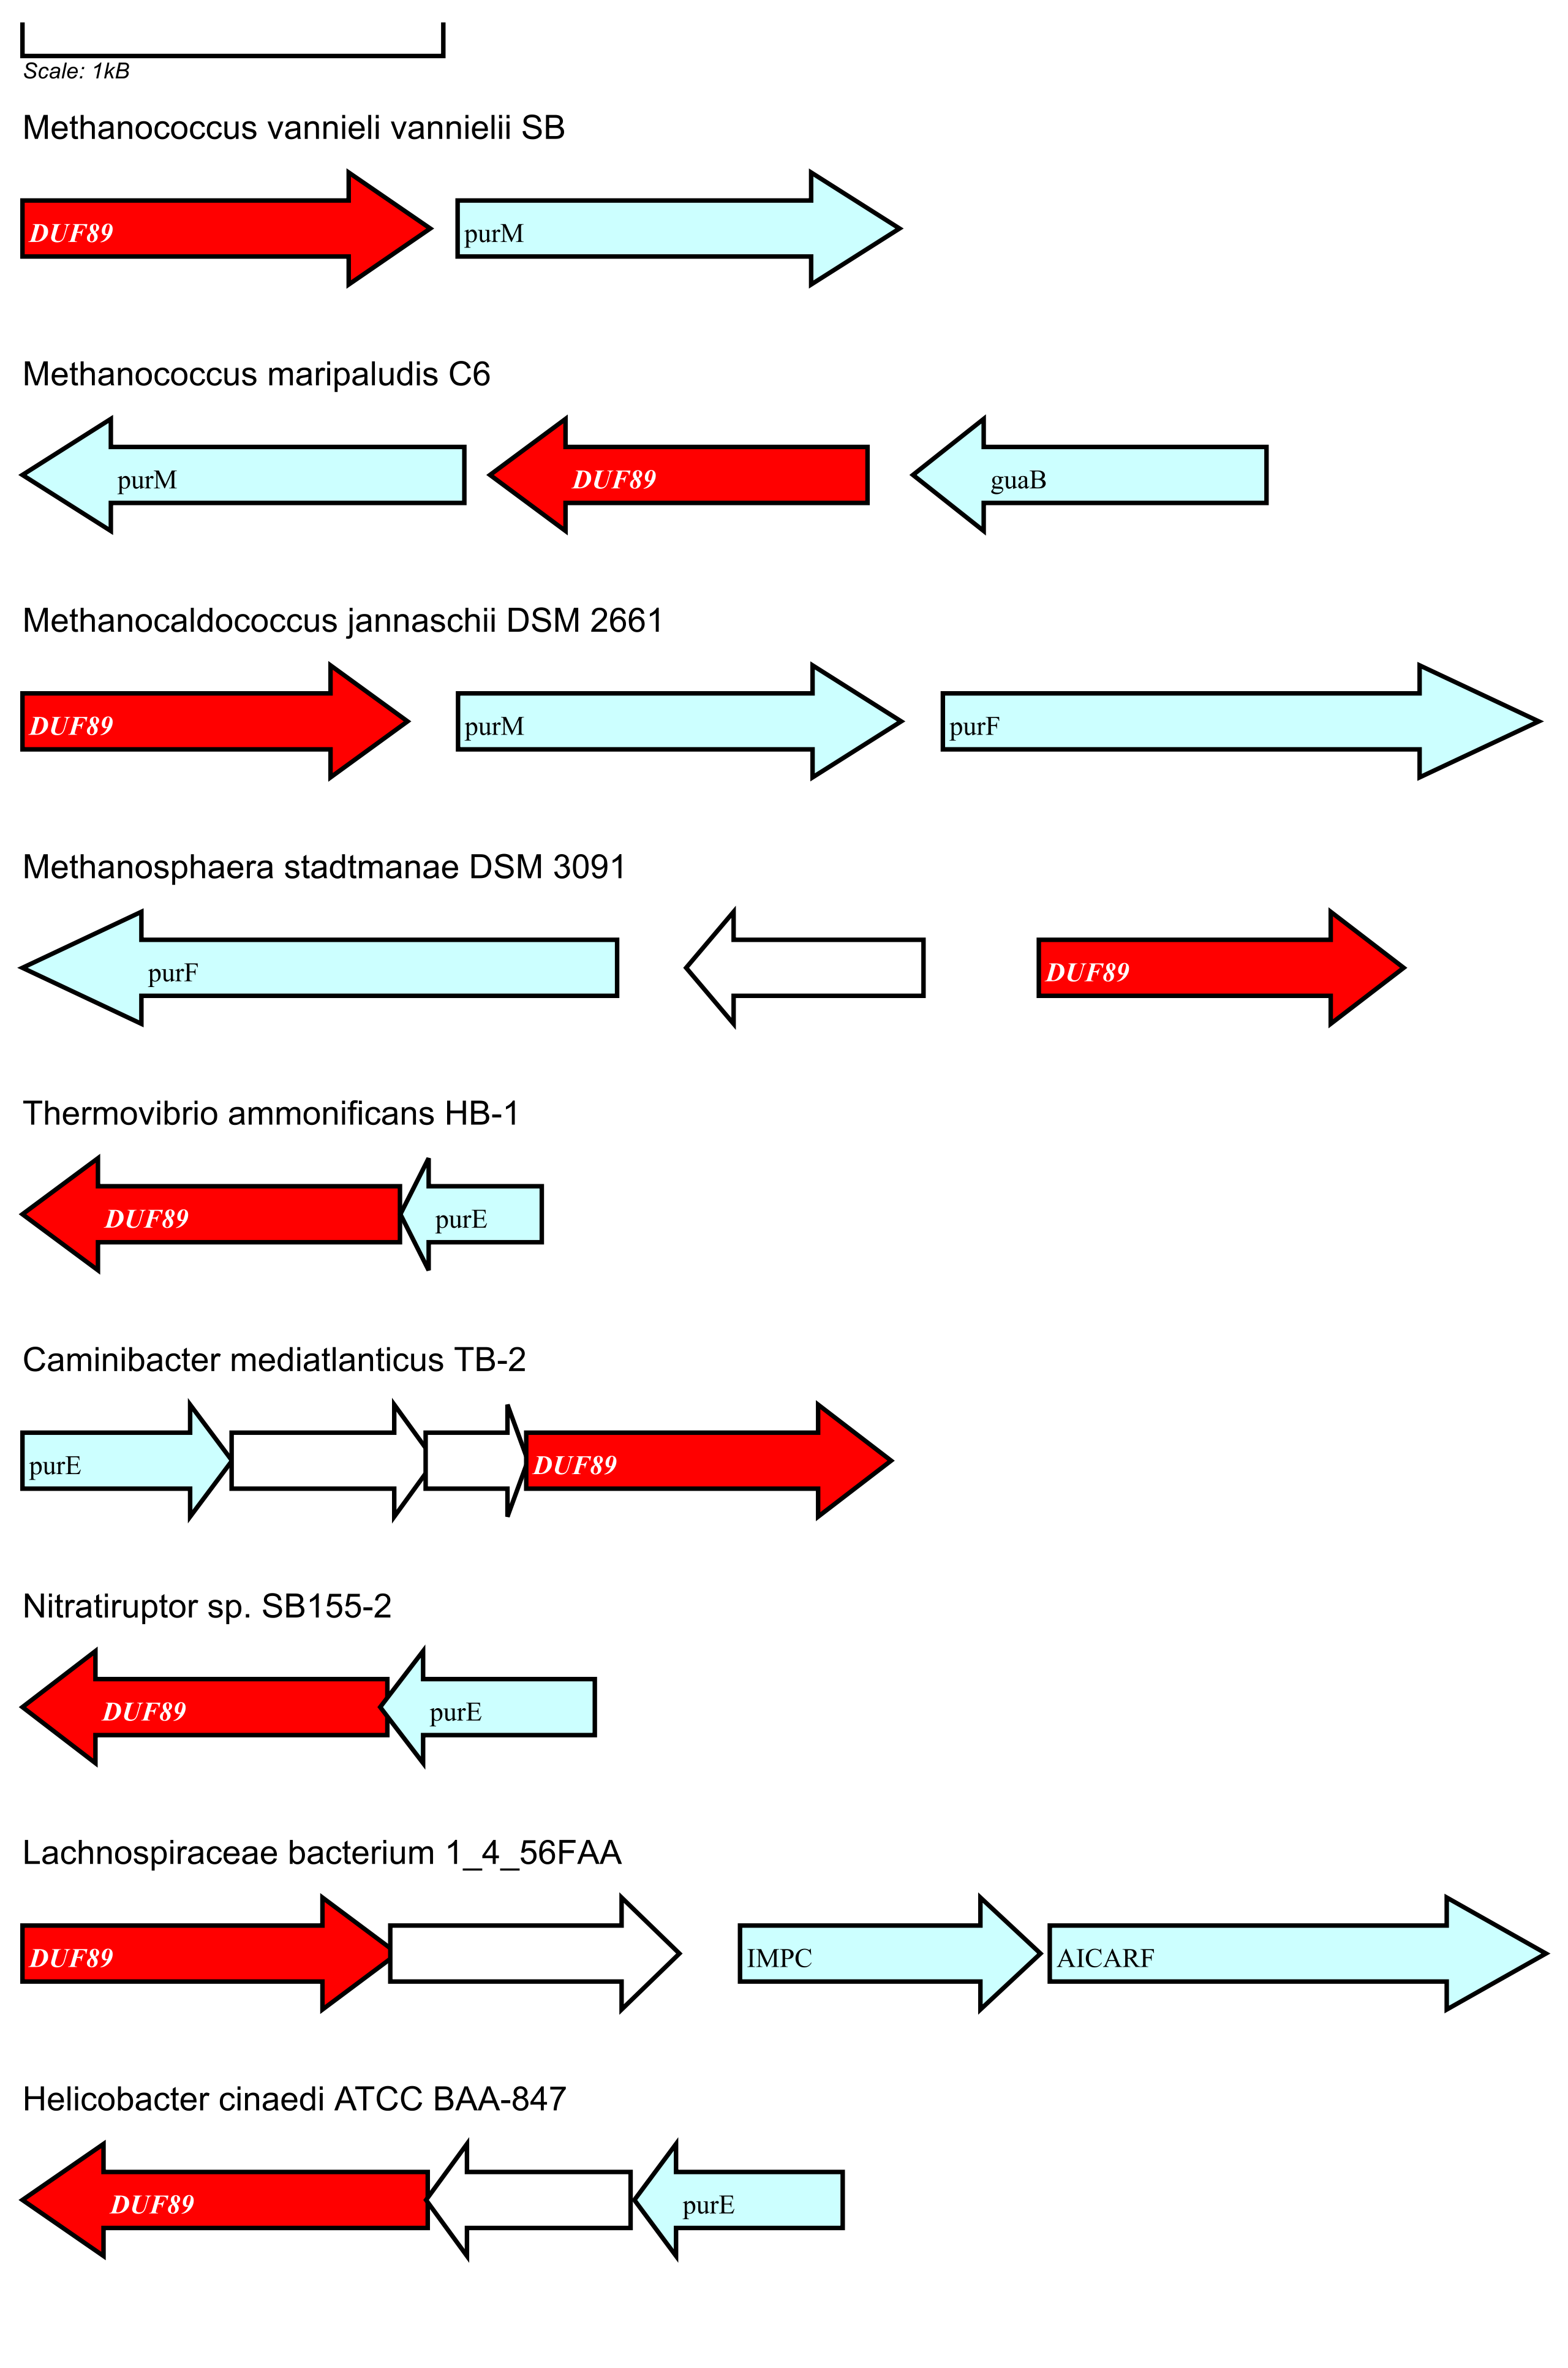 Scale: 1kB
Methanococcus vannieli vannielii SB
DUF89 purM
Methanococcus maripaludis C6
purM DUF89 guaB
Methanocaldococcus jannaschii DSM 2661
DUF89 purM purF
Methanosphaera stadtmanae DSM 3091
purF DUF89
Thermovibrio ammonificans HB-1
DUF89 purE
Caminibacter mediatlanticus TB-2
purE DUF89
Nitratiruptor sp. SB155-2
DUF89 purE
Lachnospiraceae bacterium 1_4_56FAA
DUF89 IMPC AICARF
Helicobacter cinaedi ATCC BAA-847
DUF89 purE